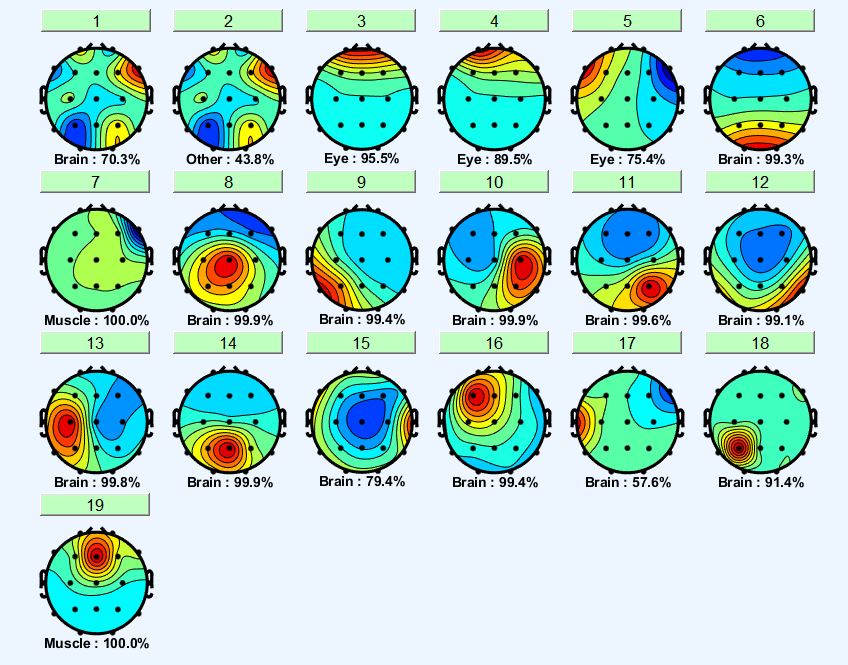 1 2 3 4 5 6
Brain : 70.3% Other : 43.8% Eye : 95.5% Eye : 89.5% Eye : 75.4% Brain : 99.3%
7 8 9 10 11 12
Muscle : 100.0% Brain : 99.9% Brain : 99.4% Brain : 99.9% Brain : 99.6% Brain : 99.1%
13 14 15 16 17 18
Brain : 99.8% Brain : 99.9% Brain : 79.4% Brain : 99.4% Brain : 57.6% Brain : 91.4%
19
Muscle : 100.0%